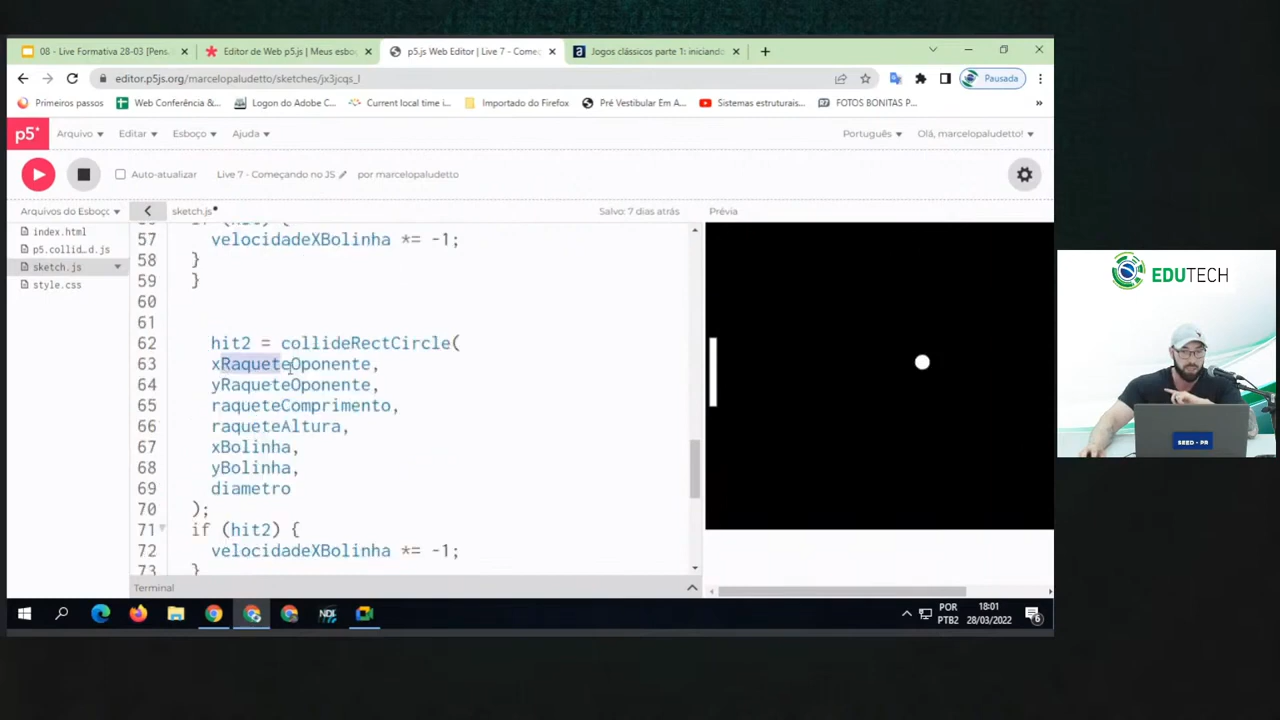 08 - Live Formativa 28-03 [Pens
Editor de Web p5.js | Meus esbo
p5.js Web Editor | Live 7 - Começ
Jogos clássicos parte 1: iniciando
editor.p5js.org/marcelopaludetto/sketches/jx3jcqs_l
Pausada
Primeiros passos
Web Conferência &...
Logon do Adobe C...
Current local time i...
Importado do Firefox
Pré Vestibular Em A...
Sistemas estruturais...
FOTOS BONITAS P...
»
p5*
Arquivo
Editar
Esboço
Ajuda
Português
Olá, marcelopaludetto!
Auto-atualizar
Live 7 - Começando no JS
por marcelopaludetto
Arquivos do Esboç
sketch.js
Salvo: 7 dias atrás
Prévia
index.html
p5.collid…d.js
sketch.js
style.css
57 velocidadeXBolinha *= -1;
58 }
59 }
60
61
62 hit2 = collideRectCircle(
63 xRaqueteOponente,
64 yRaqueteOponente,
65 raqueteComprimento,
66 raqueteAltura,
67 xBolinha,
68 yBolinha,
69 diametro
70 );
71 if (hit2) {
72 velocidadeXBolinha *= -1;
73 }
Terminal
POR
PTB2
18:01
28/03/2022
6
EDUTECH
SEED - PR